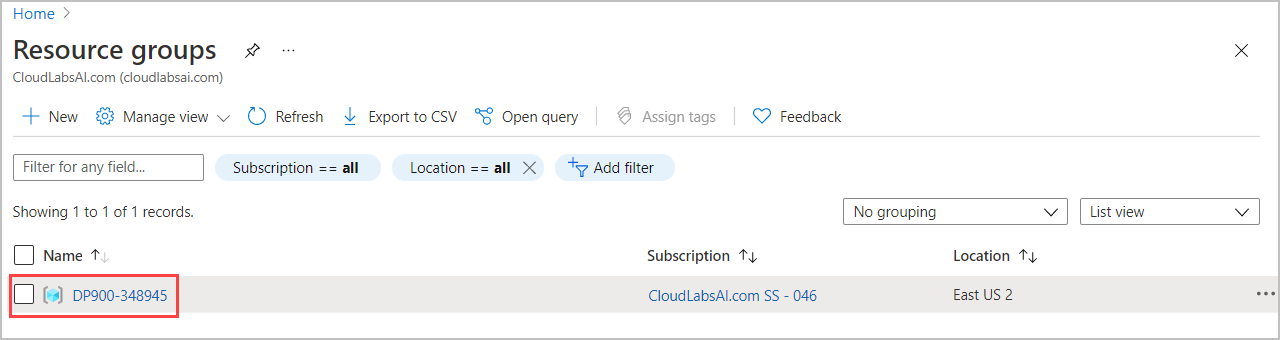 Home >
Resource groups ...
CloudLabsAI.com (cloudlabsai.com)
New Manage view Refresh Export to CSV Open query Assign tags Feedback
Filter for any field... Subscription == all Location == all Add filter
Showing 1 to 1 of 1 records. No grouping List view
Name Subscription Location
DP900-348945 CloudLabsAI.com SS - 046 East US 2 ...